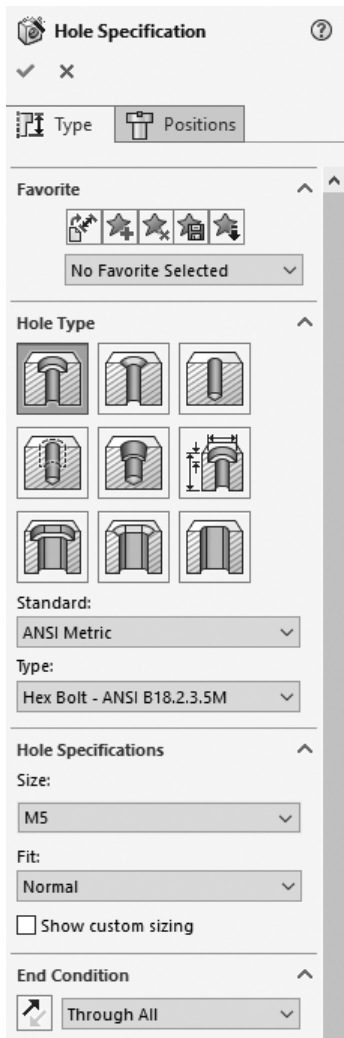 Hole Specification
Type Positions
Favorite
No Favorite Selected
Hole Type
Standard:
ANSI Metric
Type:
Hex Bolt - ANSI B18.2.3.5M
Hole Specifications
Size:
M5
Fit:
Normal
Show custom sizing
End Condition
Through All